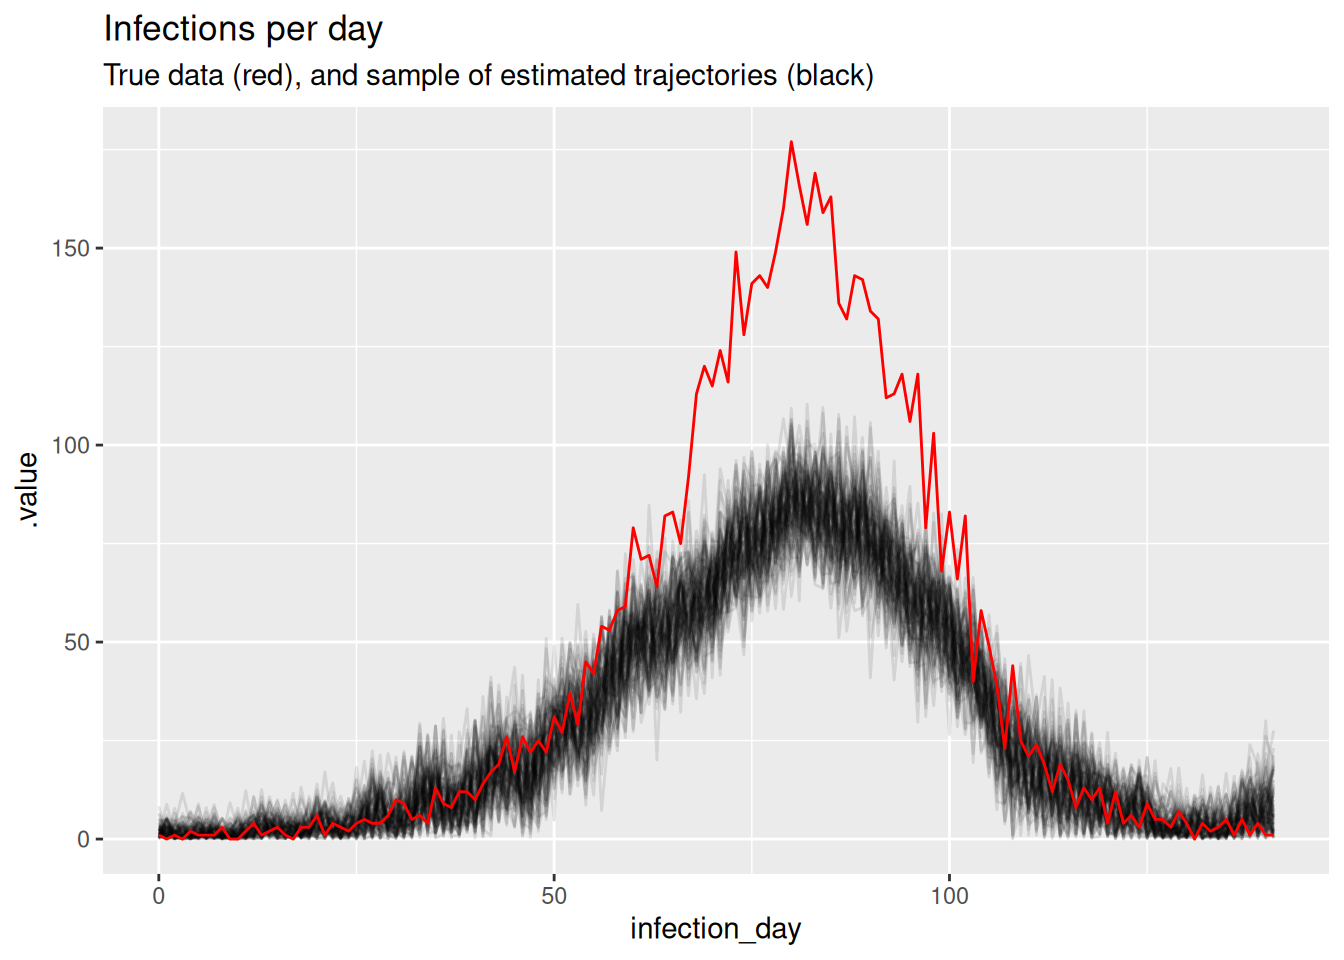 Infections per day
True data (red), and sample of estimated trajectories (black)
150
100
50
0
.value
0 50 100
infection_day